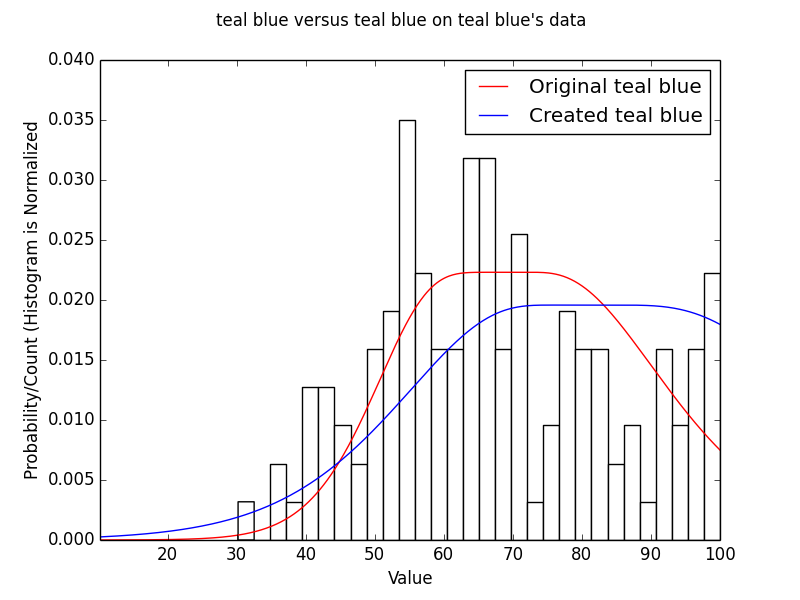 teal blue versus teal blue on teal blue's data
0.040
0.035
0.030
0.025
0.020
0.015
0.010
0.005
0.000
Probability/Count (Histogram is Normalized
Original teal blue
Created teal blue
20 30 40 50 60 70 80 90 100
Value